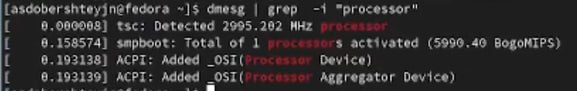 [asdobershteyjn@fedora ~]$ dmesg | grep -i "processor"
[ 0.000008] tsc: Detected 2995.202 MHz processor
[ 0.158574] smpboot: Total of 1 processors activated (5990.40 BogoMIPS)
[ 0.193138] ACPI: Added _OSI(Processor Device)
[ 0.193139] ACPI: Added _OSI(Processor Aggregator Device)